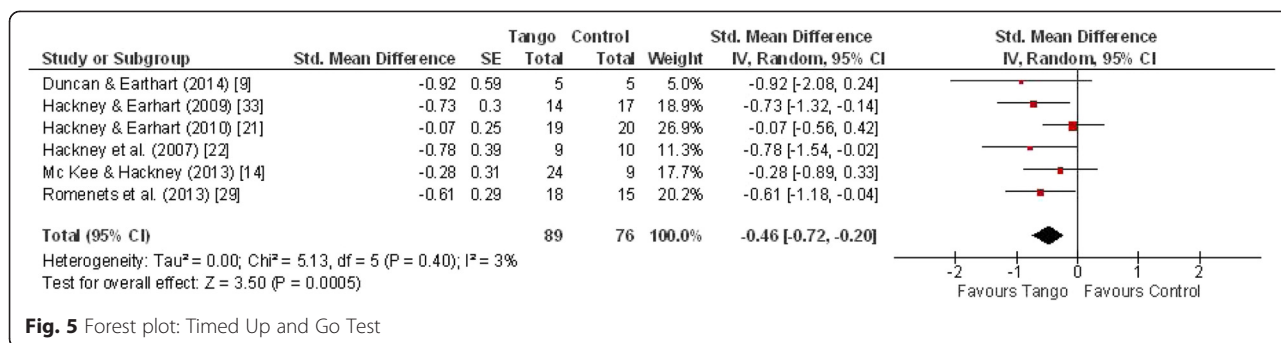 Tango Control Std. Mean Difference Std. Mean Difference
Study or Subgroup Std. Mean Difference SE Total Total Weight IV, Random, 95% CI IV, Random, 95% CI
Duncan & Earthart (2014) [9] -0.92 0.59 5 5 5.0% -0.92 [-2.08, 0.24]
Hackney & Earhart (2009) [33] -0.73 0.3 14 17 18.9% -0.73 [-1.32, -0.14]
Hackney & Earhart (2010) [21] -0.07 0.25 19 20 26.9% -0.07 [-0.56, 0.42]
Hackney et al. (2007) [22] -0.78 0.39 9 10 11.3% -0.78 [-1.54, -0.02]
Mc Kee & Hackney (2013) [14] -0.28 0.31 24 9 17.7% -0.28 [-0.89, 0.33]
Romenets et al. (2013) [29] -0.61 0.29 18 15 20.2% -0.61 [-1.18, -0.04]
Total (95% CI) 89 76 100.0% -0.46 [-0.72, -0.20]
Heterogeneity: Tau² = 0.00; Chi² = 5.13, df = 5 (P = 0.40); I² = 3%
Test for overall effect: Z = 3.50 (P = 0.0005)
-2 -1 0 1 2
Favours Tango Favours Control
Fig. 5 Forest plot: Timed Up and Go Test